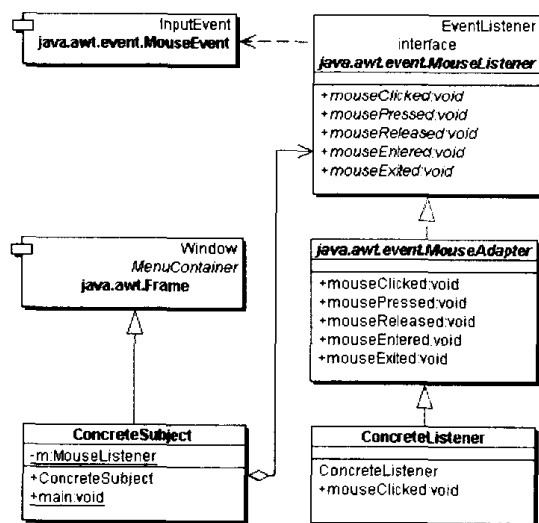 InputEvent
java.awt.event.MouseEvent
EventListener
interface
java.awt.event.MouseListener
+mouseClicked:void
+mousePressed:void
+mouseReleased:void
+mouseEntered:void
+mouseExited:void
Window
MenuContainer
java.awt.Frame
java.awt.event.MouseAdapter
+mouseClicked:void
+mousePressed:void
+mouseReleased:void
+mouseEntered:void
+mouseExited:void
ConcreteSubject
-m:MouseListener
+ConcreteSubject
+main:void
ConcreteListener
ConcreteListener
+mouseClicked:void